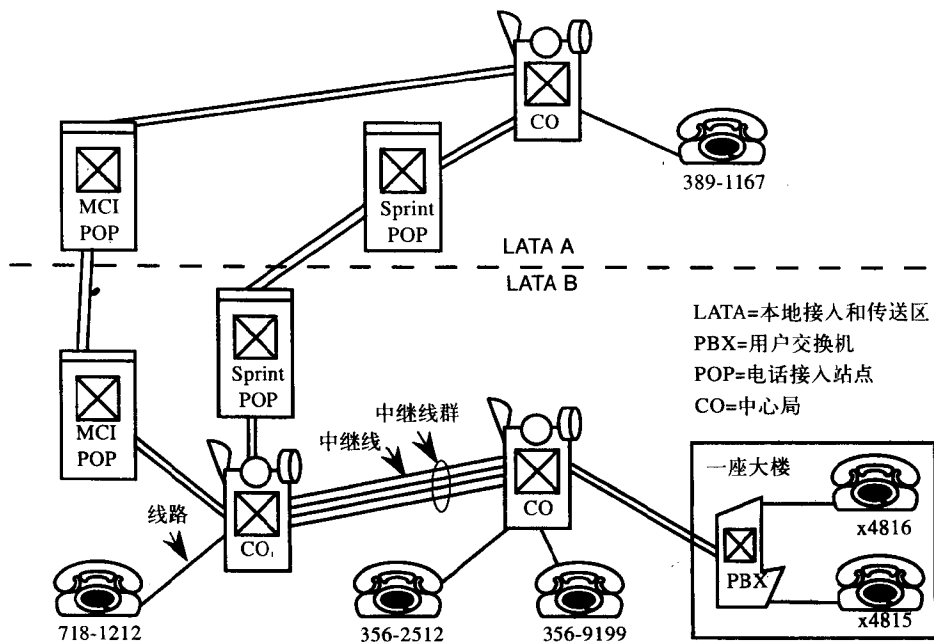 CO
MCI
POP
Sprint
POP
389-1167
LATA A
LATA B
LATA=本地接入和传送区
PBX=用户交换机
POP=电话接入站点
CO=中心局
Sprint
POP
MCI
POP
中继线群
中继线
线路
CO
CO
一座大楼
x4816
PBX
x4815
718-1212
356-2512
356-9199